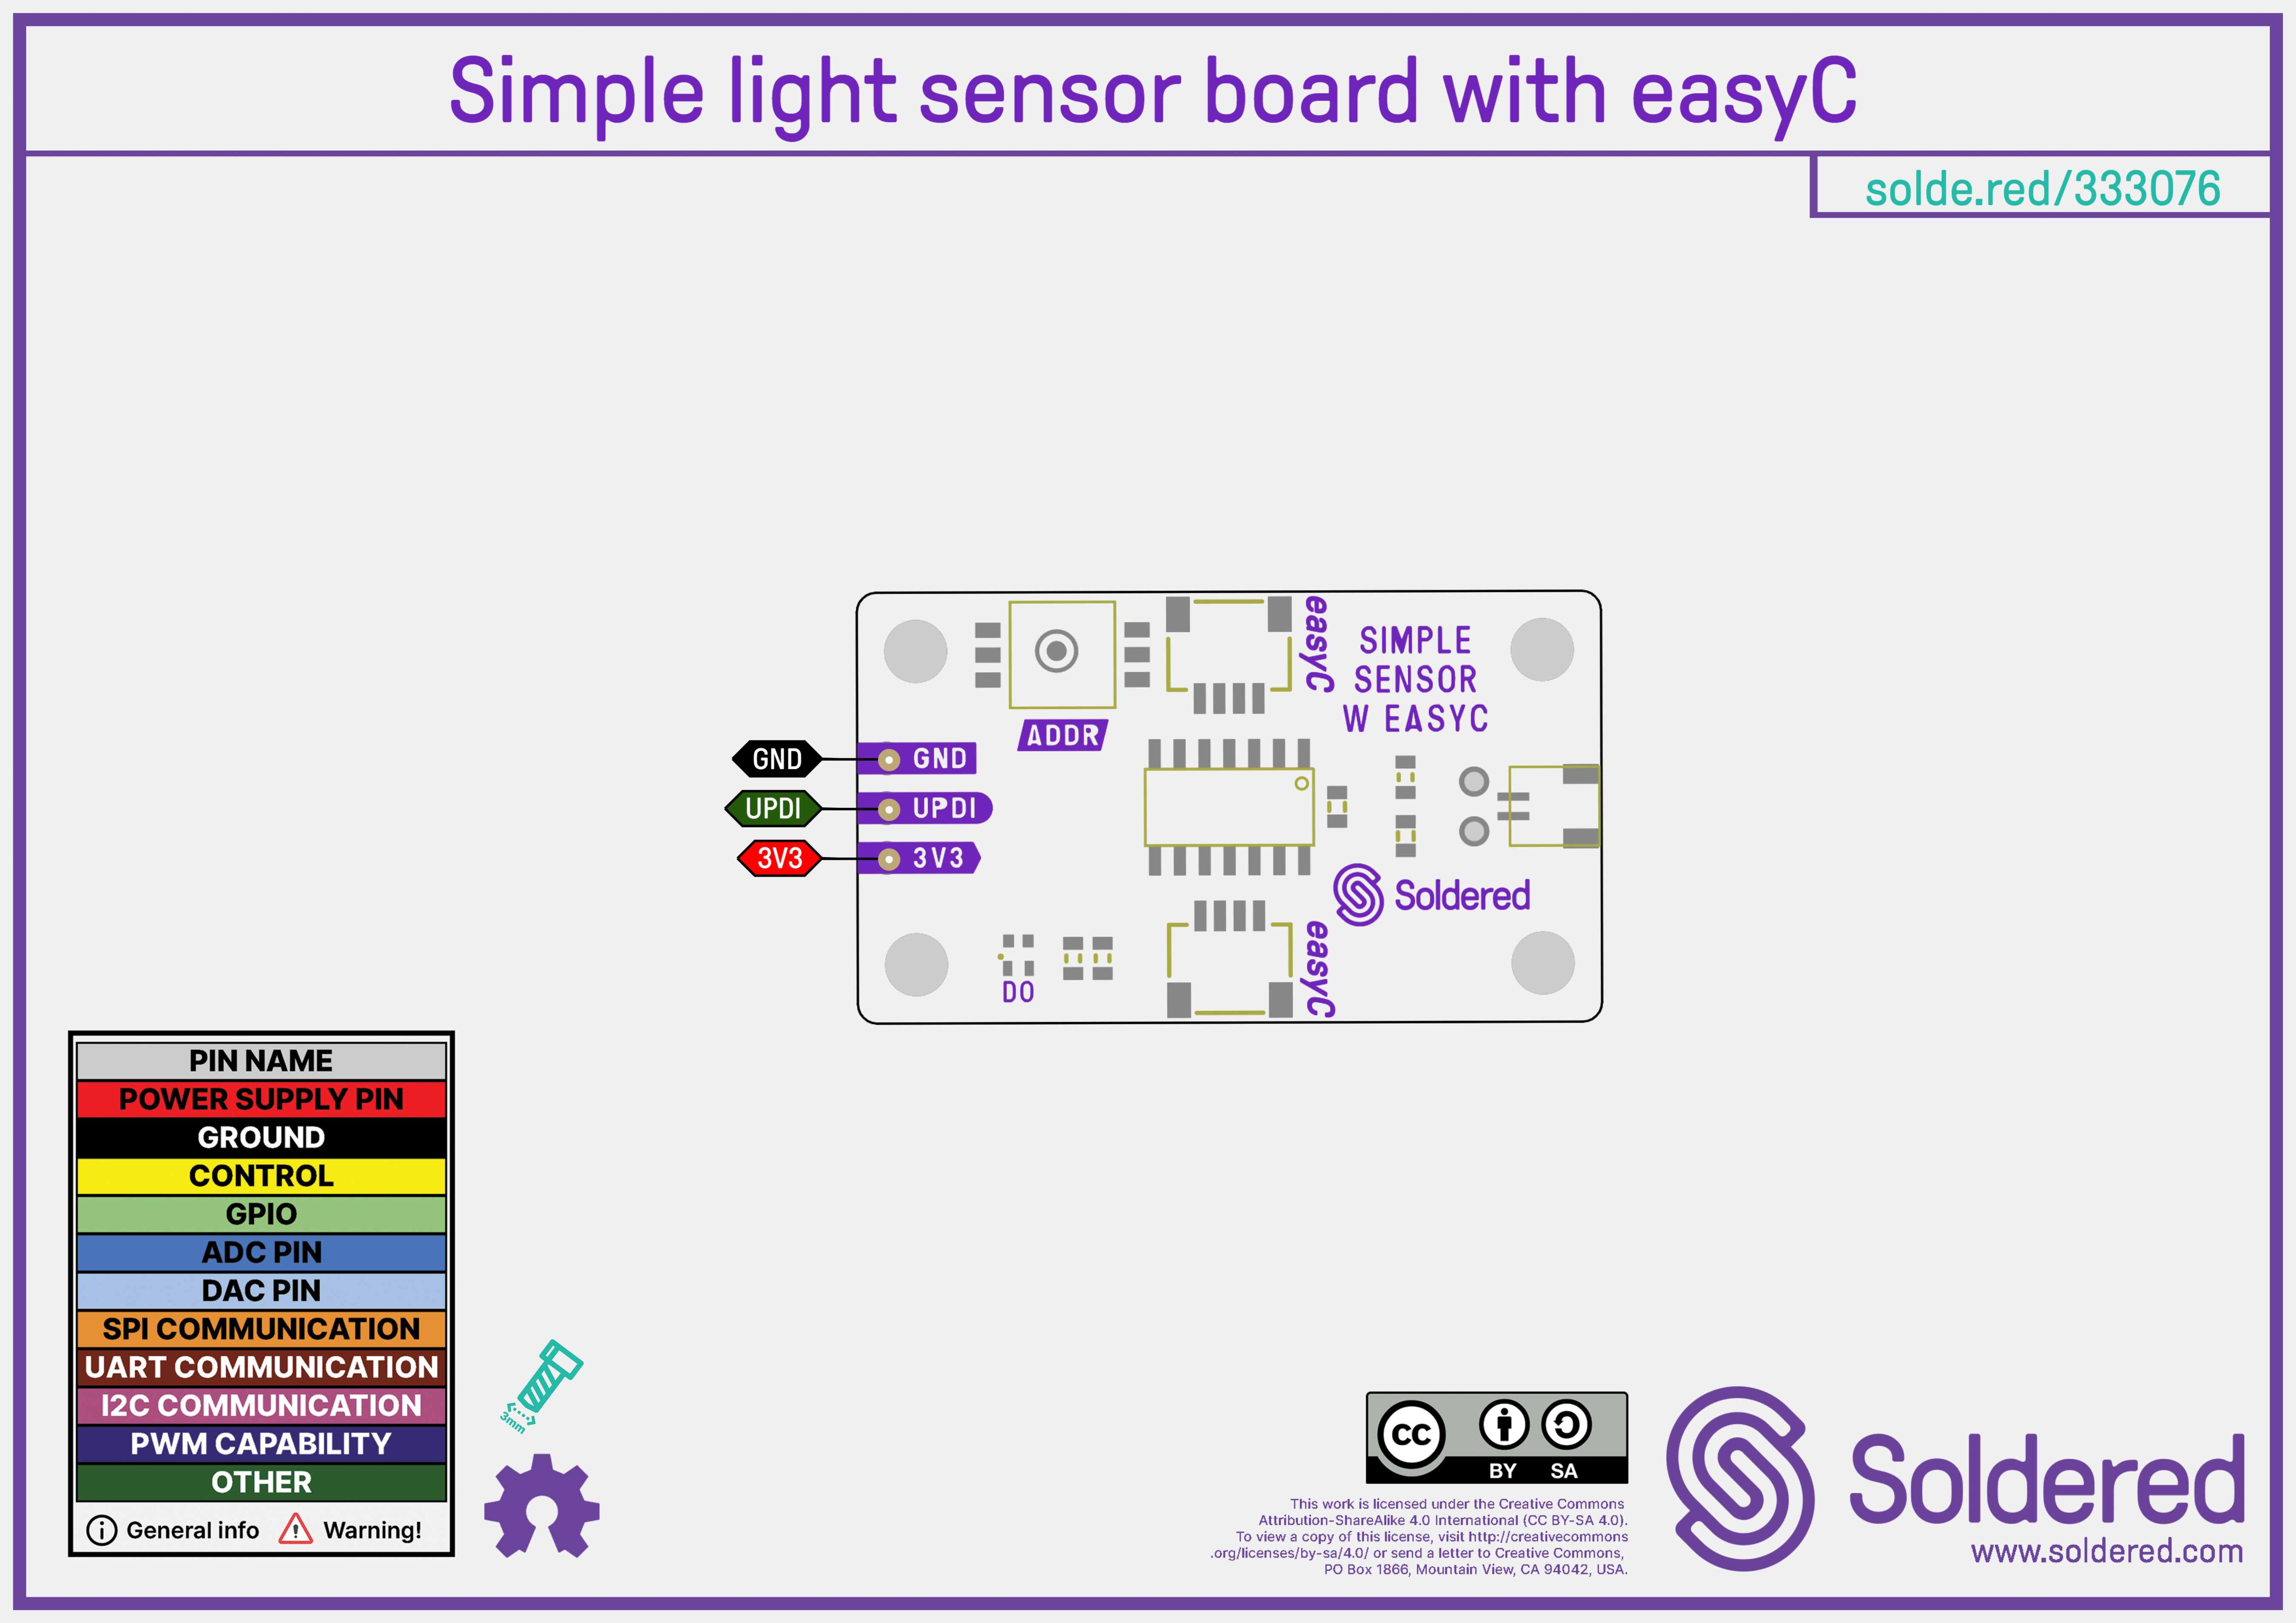 Simple light sensor board with easyC
solde.red/333076
easyC
SIMPLE
SENSOR
W EASYC
ADDR
GND
GND
UPDI
UPDI
3V3
3V3
Soldered
easyC
DO
PIN NAME
POWER SUPPLY PIN
GROUND
CONTROL
GPIO
ADC PIN
DAC PIN
SPI COMMUNICATION
UART COMMUNICATION
I2C COMMUNICATION
PWM CAPABILITY
OTHER
General info
Warning!
3mm
CC
BY SA
This work is licensed under the Creative Commons
Attribution-ShareAlike 4.0 International (CC BY-SA 4.0).
To view a copy of this license, visit http://creativecommons
.org/licenses/by-sa/4.0/ or send a letter to Creative Commons,
PO Box 1866, Mountain View, CA 94042, USA.
Soldered
www.soldered.com